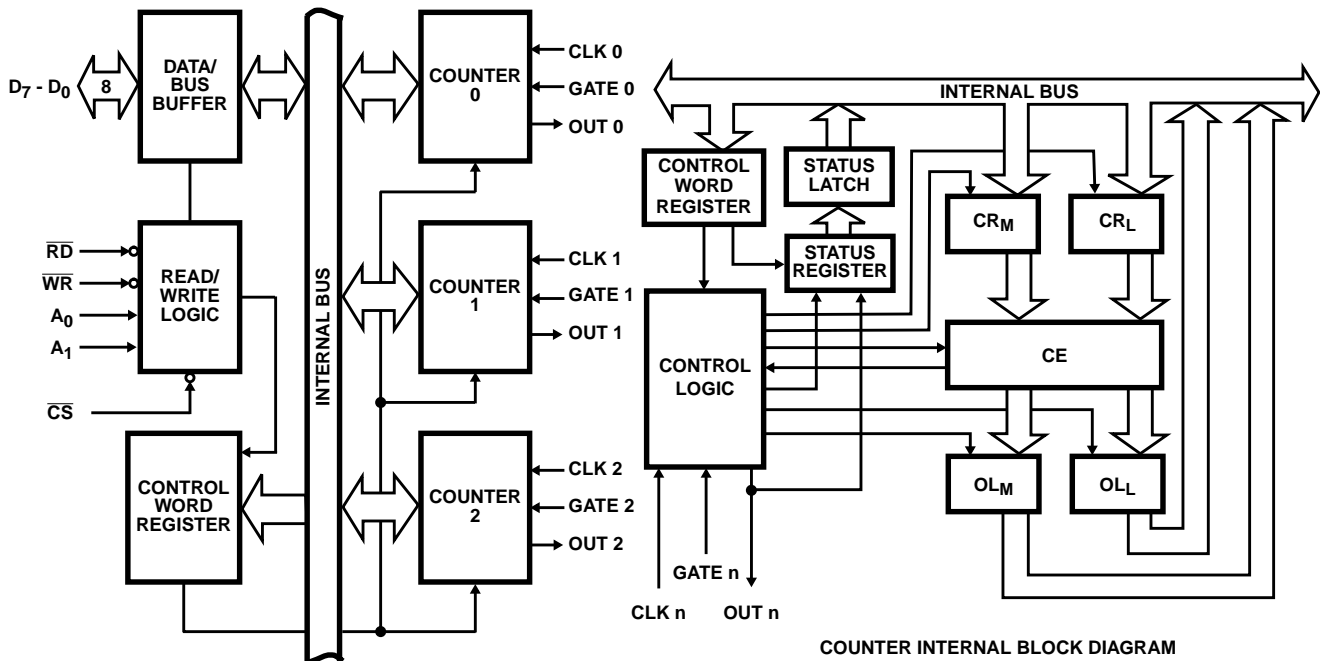 D7 - D0
8
DATA/
BUS
BUFFER
RD
WR
A0
A1
CS
READ/
WRITE
LOGIC
CONTROL
WORD
REGISTER
INTERNAL BUS
COUNTER
0
CLK 0
GATE 0
OUT 0
COUNTER
1
CLK 1
GATE 1
OUT 1
COUNTER
2
CLK 2
GATE 2
OUT 2
INTERNAL BUS
CONTROL
WORD
REGISTER
STATUS
LATCH
STATUS
REGISTER
CONTROL
LOGIC
CRM
CRL
CE
OLM
OLL
GATE n
CLK n
OUT n
COUNTER INTERNAL BLOCK DIAGRAM